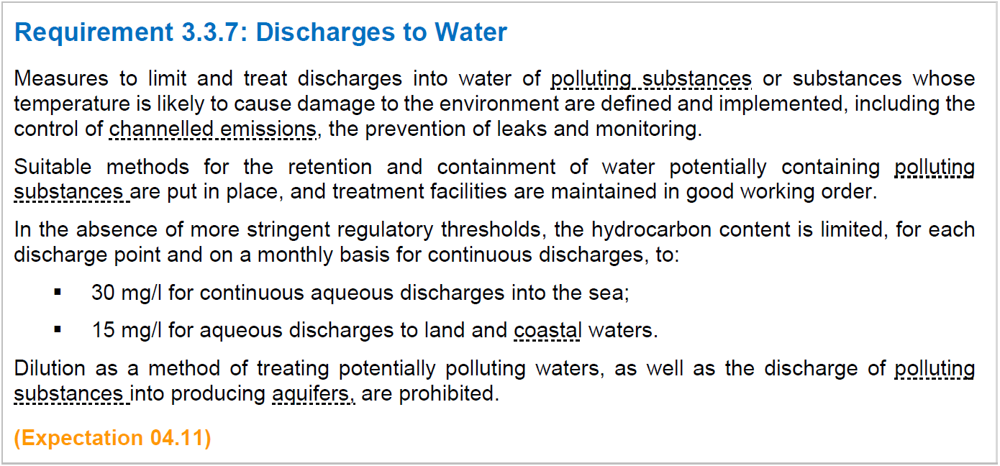 Requirement 3.3.7: Discharges to Water
Measures to limit and treat discharges into water of polluting substances or substances whose
temperature is likely to cause damage to the environment are defined and implemented, including the
control of channelled emissions, the prevention of leaks and monitoring.
Suitable methods for the retention and containment of water potentially containing polluting
substances are put in place, and treatment facilities are maintained in good working order.
In the absence of more stringent regulatory thresholds, the hydrocarbon content is limited, for each
discharge point and on a monthly basis for continuous discharges, to:
▪ 30 mg/l for continuous aqueous discharges into the sea;
▪ 15 mg/l for aqueous discharges to land and coastal waters.
Dilution as a method of treating potentially polluting waters, as well as the discharge of polluting
substances into producing aquifers, are prohibited.
(Expectation 04.11)